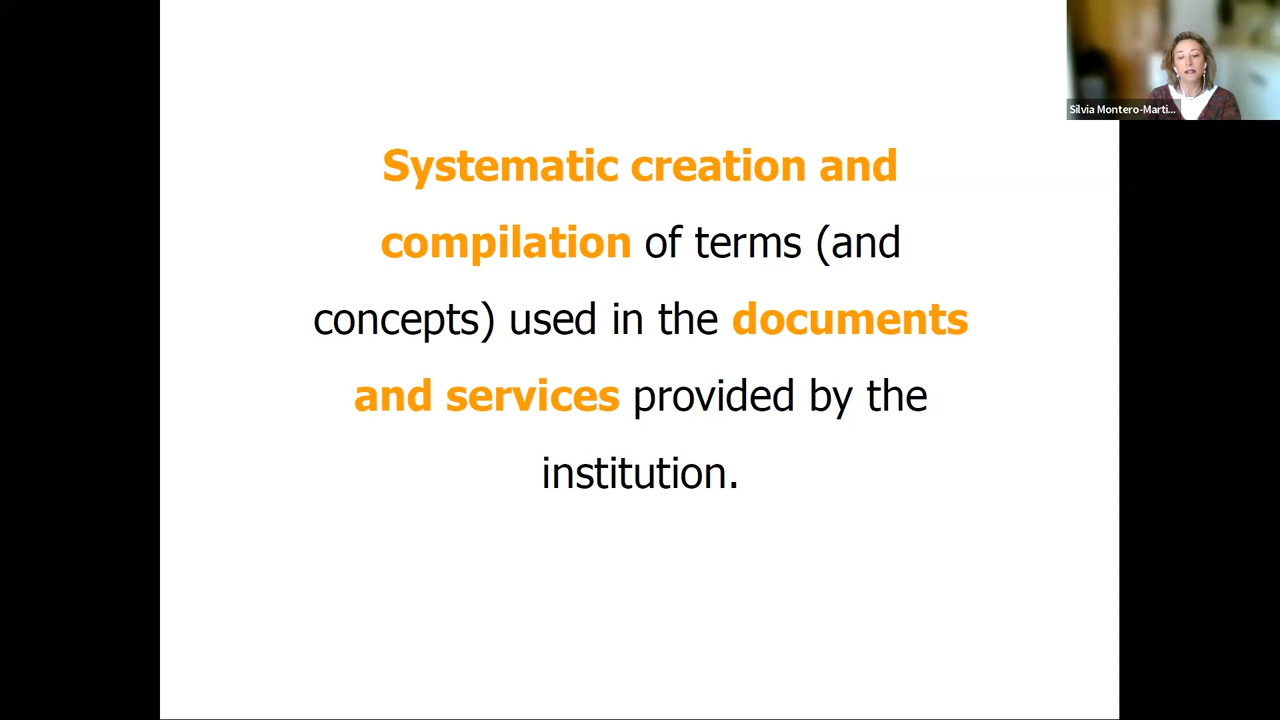 Silvia Montero-Marti...
Systematic creation and
compilation of terms (and
concepts) used in the documents
and services provided by the
institution.